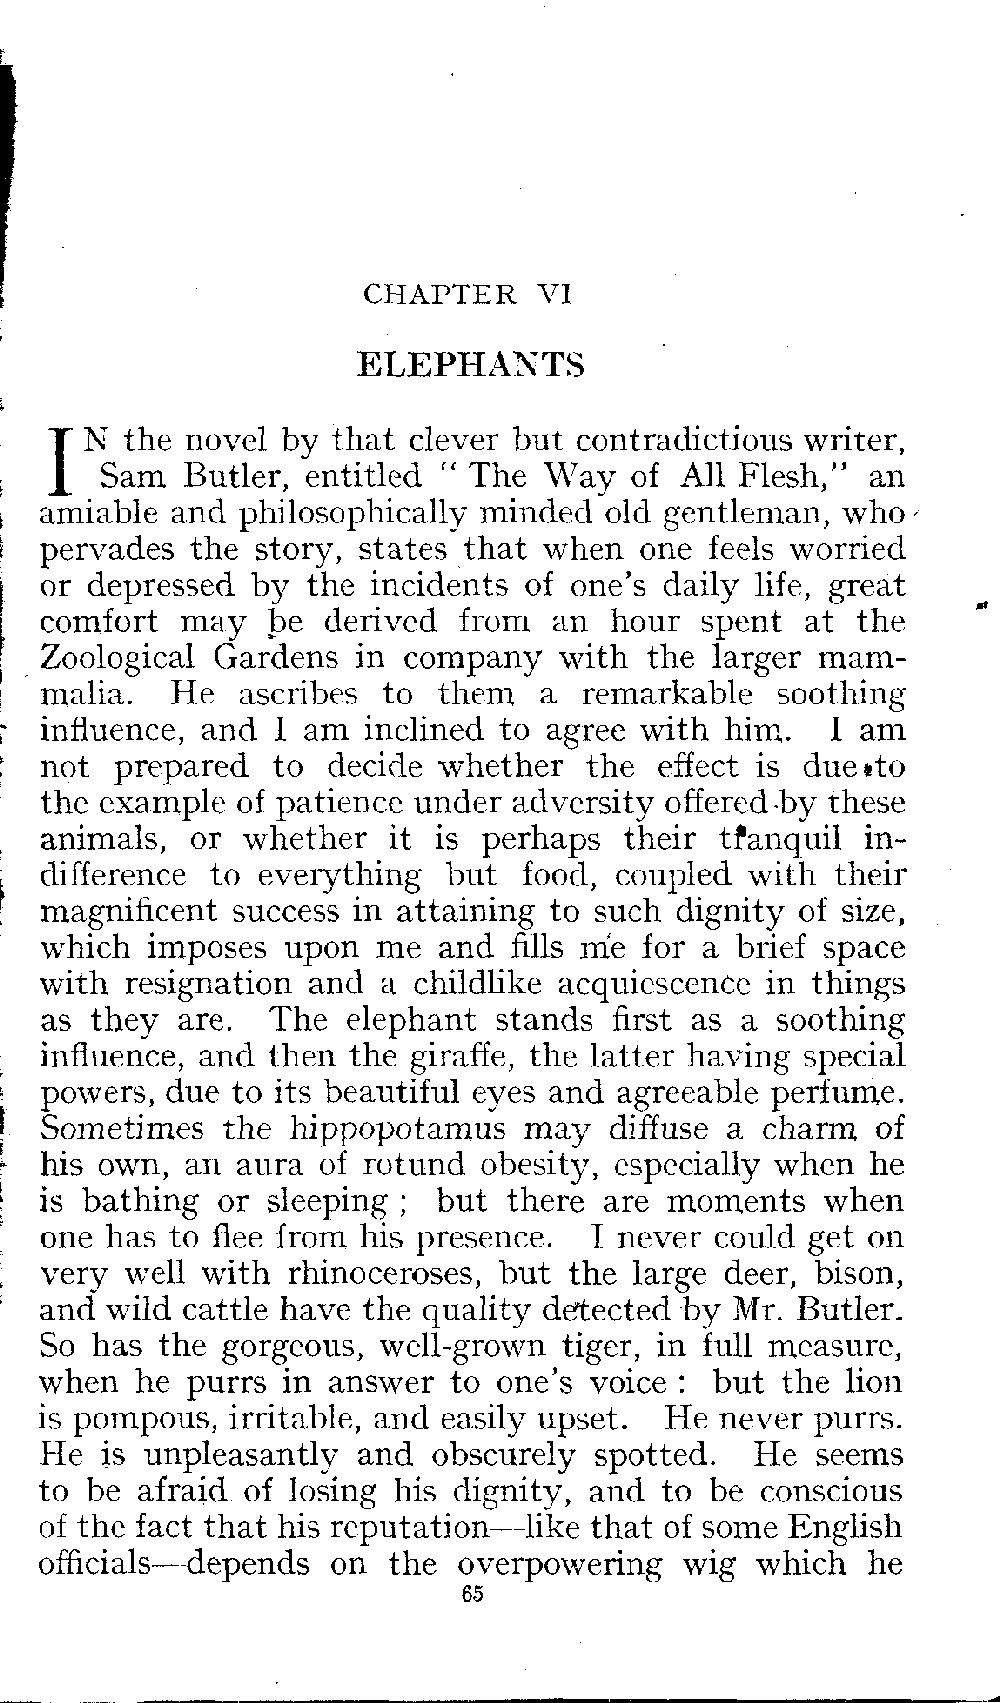 CHAPTER VI
ELEPHANTS
IN the novel by that clever but contradictious writer,
Sam Butler, entitled “ The Way of All Flesh,” an
amiable and philosophically minded old gentleman, who
pervades the story, states that when one feels worried
or depressed by the incidents of one's daily life, great
comfort may be derived from an hour spent at the
Zoological Gardens in company with the larger mam-
malia. He ascribes to them a remarkable soothing
influence, and I am inclined to agree with him. I am
not prepared to decide whether the effect is due to
the example of patience under adversity offered by these
animals, or whether it is perhaps their tranquil in-
difference to everything but food, coupled with their
magnificent success in attaining to such dignity of size,
which imposes upon me and fills me for a brief space
with resignation and a childlike acquiescence in things
as they are. The elephant stands first as a soothing
influence, and then the giraffe, the latter having special
powers, due to its beautiful eyes and agreeable perfume.
Sometimes the hippopotamus may diffuse a charm of
his own, an aura of rotund obesity, especially when he
is bathing or sleeping ; but there are moments when
one has to flee from his presence. I never could get on
very well with rhinoceroses, but the large deer, bison,
and wild cattle have the quality detected by Mr. Butler.
So has the gorgeous, well-grown tiger, in full measure,
when he purrs in answer to one's voice : but the lion
is pompous, irritable, and easily upset. He never purrs.
He is unpleasantly and obscurely spotted. He seems
to be afraid of losing his dignity, and to be conscious
of the fact that his reputation—like that of some English
officials—depends on the overpowering wig which he
65